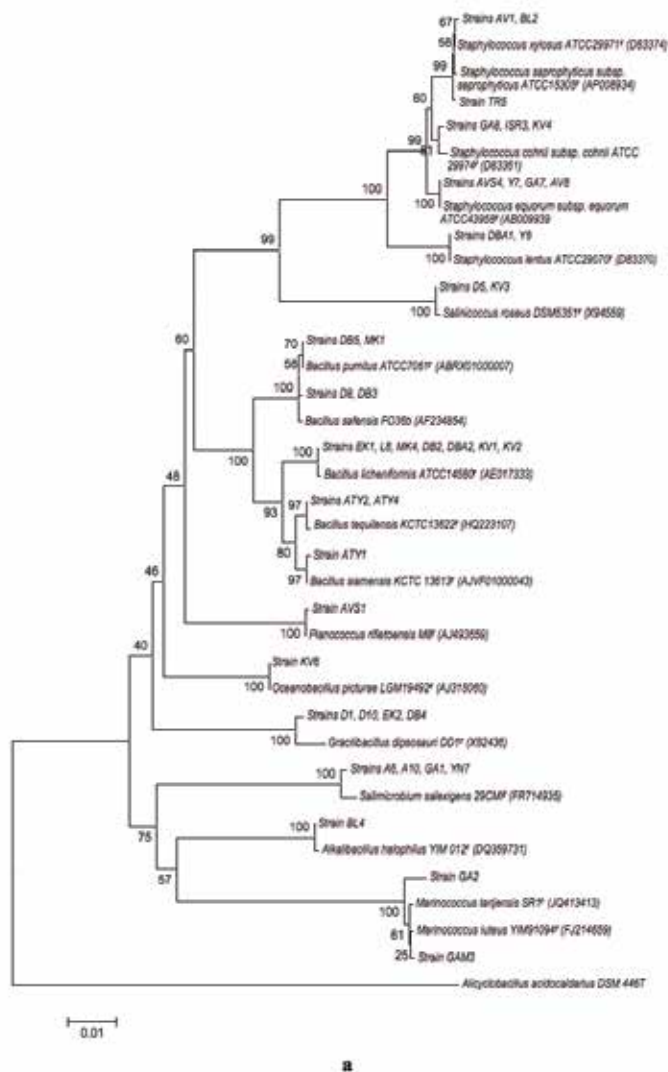 67
Strains AV1, BL2
56
Staphylococcus xylosus ATCC29971ᵀ (D83374)
99
Staphylococcus saprophyticus subsp.
saprophyticus ATCC15305ᵀ (AP008934)
Strain TR5
60
Strains GA8, ISR3, KV4
99
Staphylococcus cohnii subsp. cohnii ATCC
29974ᵀ (D83361)
100
Strains AVS4, Y7, GA7, AV8
100
Staphylococcus equorum subsp. equorum
ATCC43958ᵀ (AB009939
Strains DBA1, Y6
100
Staphylococcus lentus ATCC29070ᵀ (D83370)
99
Strains D5, KV3
100
Salinicoccus roseus DSM5351ᵀ (X94559)
60
70
Strains DB5, MK1
56
Bacillus pumilus ATCC7061ᵀ (ABRX01000007)
100
Strains D9, DB3
Bacillus safensis FO36b (AF234854)
100
100
Strains EK1, L8, MK4, DB2, DBA2, KV1, KV2
Bacillus licheniformis ATCC14580ᵀ (AE017333)
93
97
Strains ATY2, ATY4
Bacillus tequilensis KCTC13622ᵀ (HQ223107)
80
Strain ATY1
97
Bacillus siamensis KCTC 13613ᵀ (AJVF01000043)
48
Strain AVS1
100
Planococcus rifietoensis M8ᵀ (AJ493659)
46
Strain KV6
100
Oceanobacillus picturae LGM19492ᵀ (AJ315060)
40
Strains D1, D10, EK2, DB4
100
Gracilibacillus dipsosauri DD1ᵀ (X82436)
100
Strains A6, A10, GA1, YN7
Salimicrobium salexigens 29CMIᵀ (FR714935)
75
100
Strain BL4
Alkalibacillus halophilus YIM 012ᵀ (DQ359731)
57
Strain GA2
100
Marinococcus tarijensis SR1ᵀ (JQ413413)
61
Marinococcus luteus YIM91094ᵀ (FJ214659)
25
Strain GAM3
Alicyclobacillus acidocaldarius DSM 446T
0.01
a